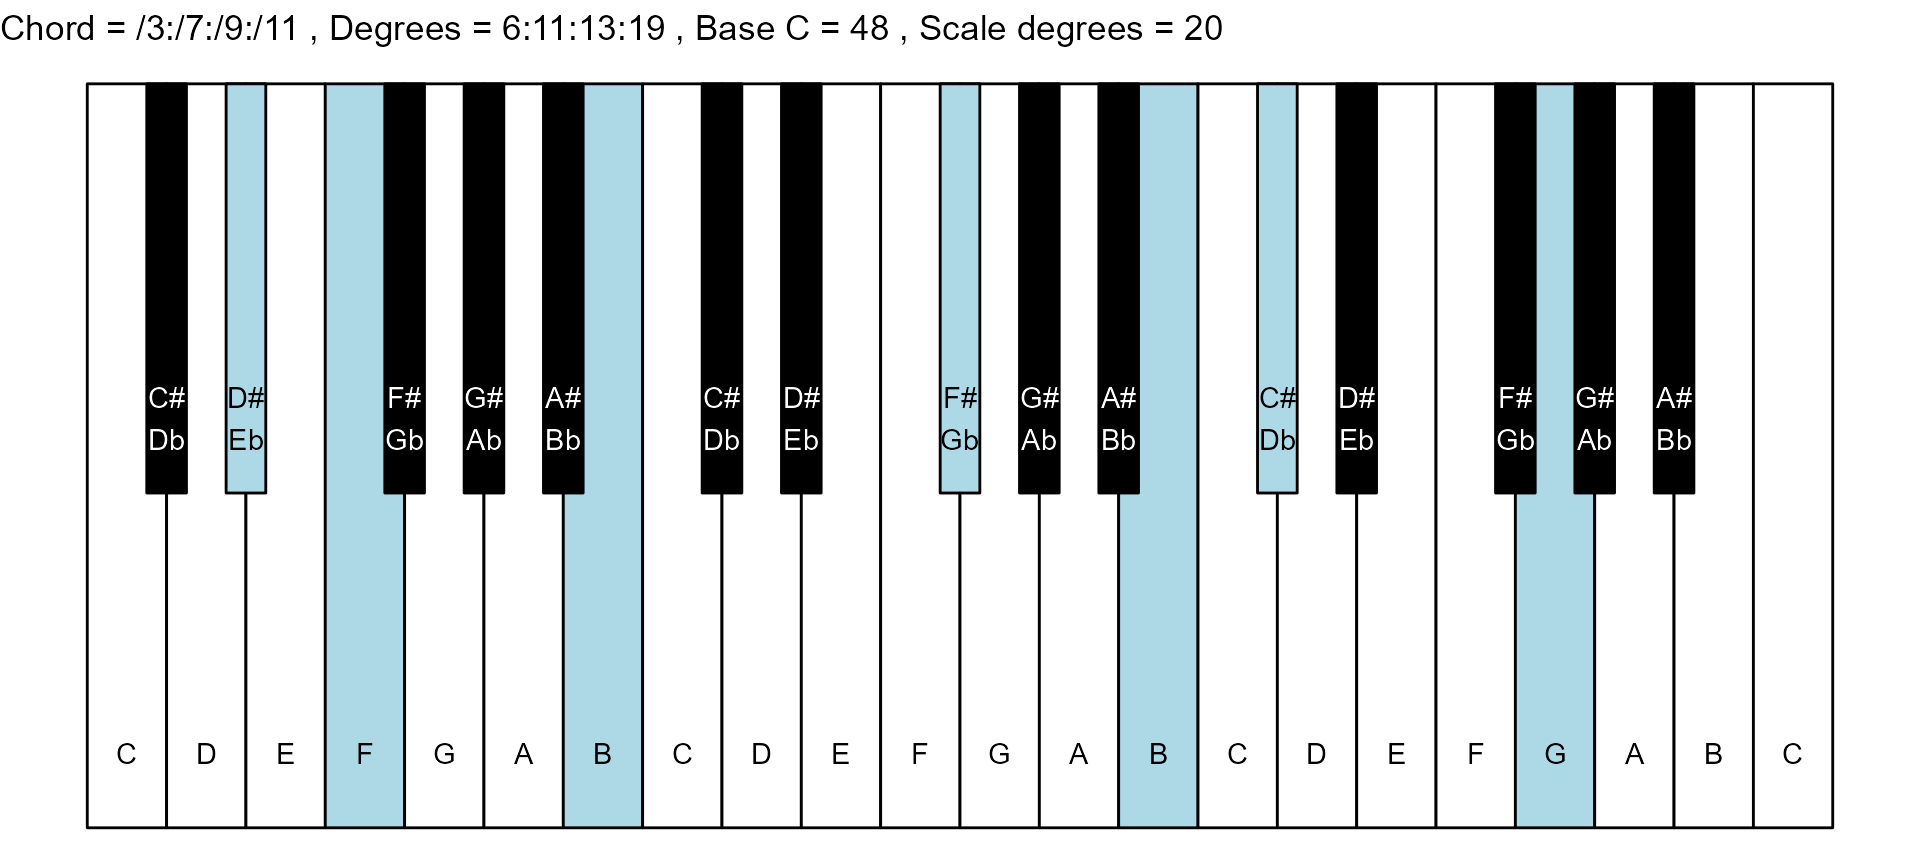 Chord = /3:/7:/9:/11 , Degrees = 6:11:13:19 , Base C = 48 , Scale degrees = 20
C# D# F# G# A# C# D# F# G# A# C# D# F# G# A#
Db Eb Gb Ab Bb Db Eb Gb Ab Bb Db Eb Gb Ab Bb
C D E F G A B C D E F G A B C D E F G A B C